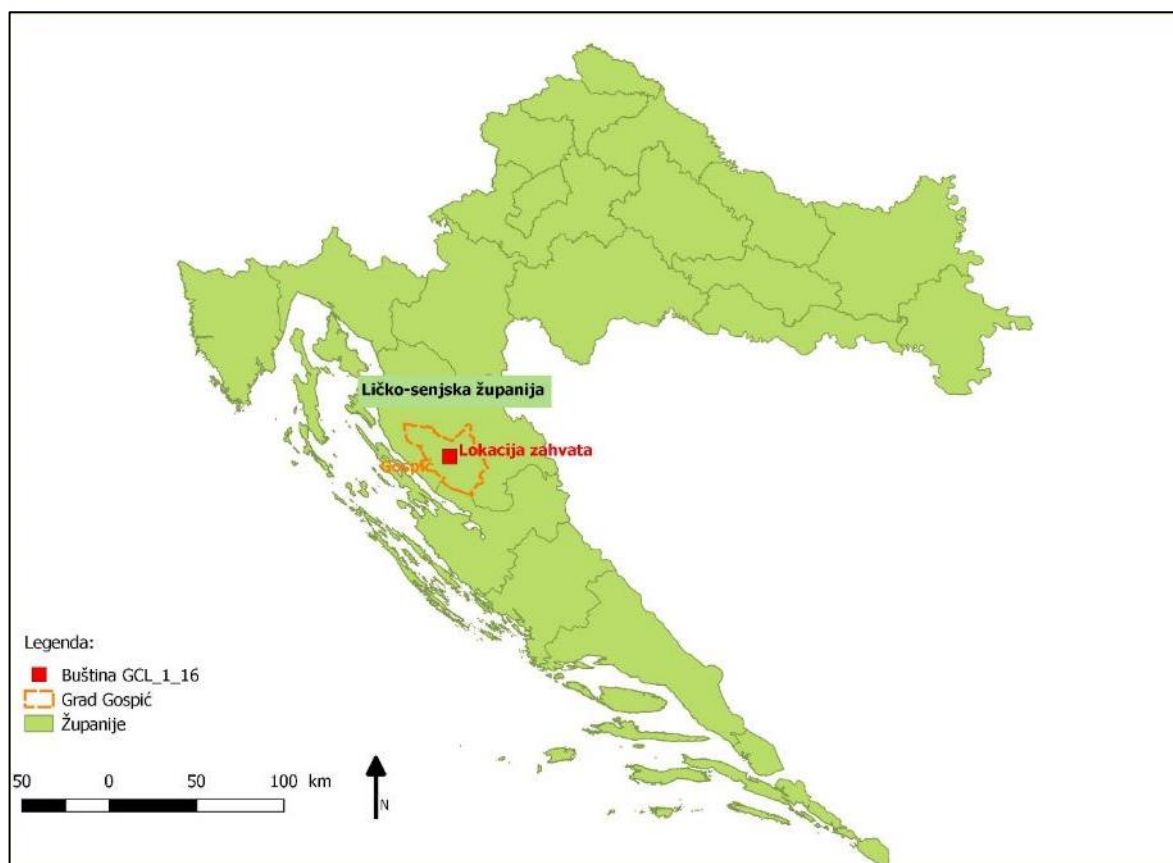 Ličko-senjska županija
Lokacija zahvata
Gospić
Legenda:
Buština GCL_1_16
Grad Gospić
Županije
50 0 50 100 km
N